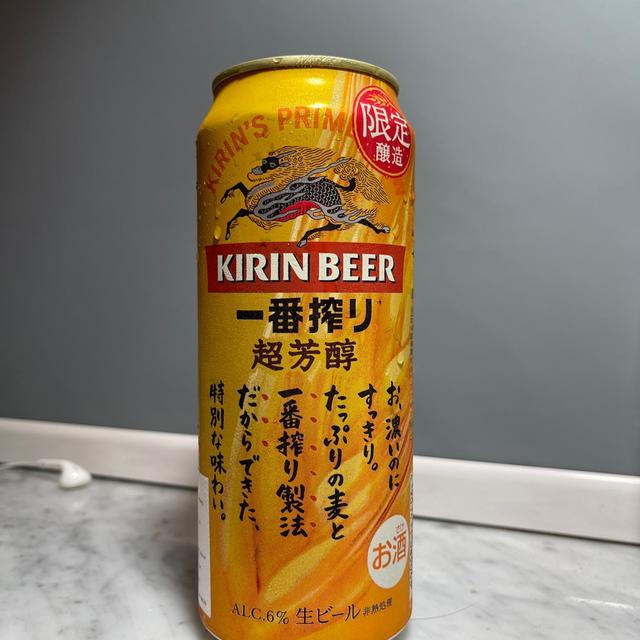 KIRIN'S PRIM
限定
醸造
KIRIN BEER
一番搾り
超芳醇
お、濃いのに
すっきり。
たっぷりの麦と
一番搾り製法
だからできた、
特別な味わい。
お酒
ALC.6% 生ビール 非熱処理